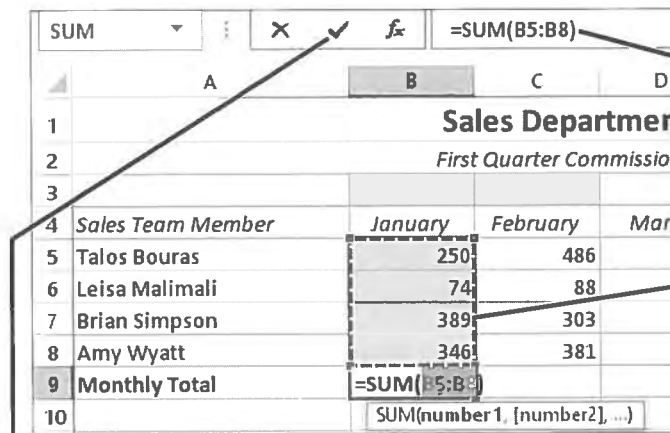 SUM fx =SUM(B5:B8)
A B C D
1 Sales Departmen
2 First Quarter Commissio
3
4 Sales Team Member January February Mar
5 Talos Bouras 250 486
6 Leisa Malimali 74 88
7 Brian Simpson 389 303
8 Amy Wyatt 346 381
9 Monthly Total =SUM(B5:B8)
10 SUM(number1, [number2], ...)